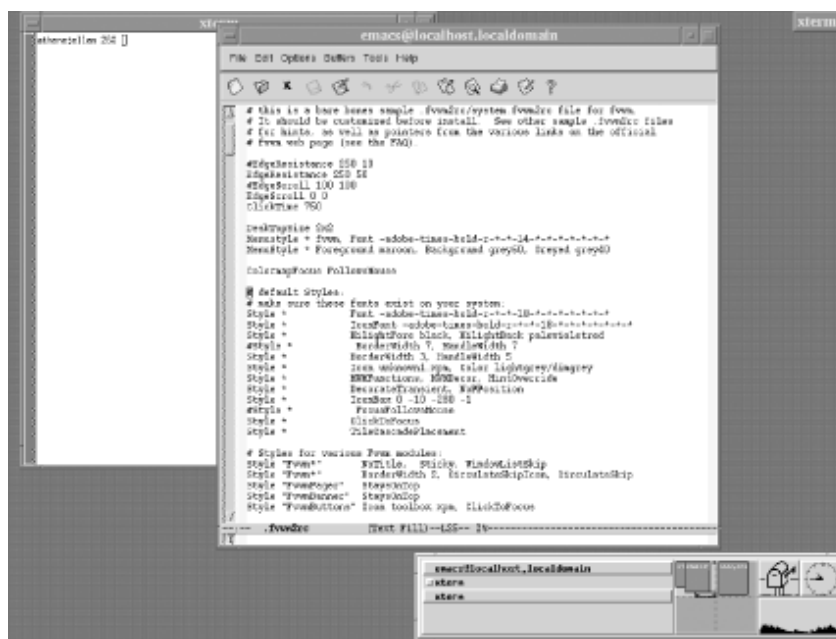 xterm
xterm
emacs@localhost.localdomain
File Edit Options Buffers Tools Help
# this is a bare bones sample .fvwm2rc/system.fvwm2rc file for fvwm.
# It should be customized before install.  See other sample .fvwm2rc files
# for hints, as well as pointers from the various links on the official
# fvwm web page (see the FAQ).
#EdgeResistance 250 10
EdgeResistance 250 50
#EdgeScroll 100 100
EdgeScroll 0 0
ClickTime 750
DeskTopSize 2x2
MenuStyle * fvwm, Font -adobe-times-bold-r-*-*-14-*-*-*-*-*-*-*
MenuStyle * Foreground maroon, Background grey60, Greyed grey40
ColormapFocus FollowsMouse
# default Styles:
# make sure these fonts exist on your system:
Style * Font -adobe-times-bold-r-*-*-18-*-*-*-*-*-*-*
Style * IconFont -adobe-times-bold-r-*-*-18-*-*-*-*-*-*-*
Style * HilightFore black, HilightBack palevioletred
#Style * BorderWidth 7, HandleWidth 7
Style * BorderWidth 3, HandleWidth 5
Style * Icon unknown1.xpm, Color lightgrey/dimgrey
Style * MWMFunctions, MWMDecor, HintOverride
Style * DecorateTransient, NoPPosition
Style * IconBox 0 -10 -280 -1
#Style * FocusFollowsMouse
Style * ClickToFocus
Style * TileCascadePlacement
# Styles for various Fvwm modules:
Style "Fvwm*" NoTitle, Sticky, WindowListSkip
Style "Fvwm*" BorderWidth 2, CirculateSkipIcon, CirculateSkip
Style "FvwmPager" StaysOnTop
Style "FvwmBanner" StaysOnTop
Style "FvwmButtons" Icon toolbox.xpm, ClickToFocus
.fvwm2rc (Text Fill)--L22--
emacs@localhost.localdomain
xterm
xterm